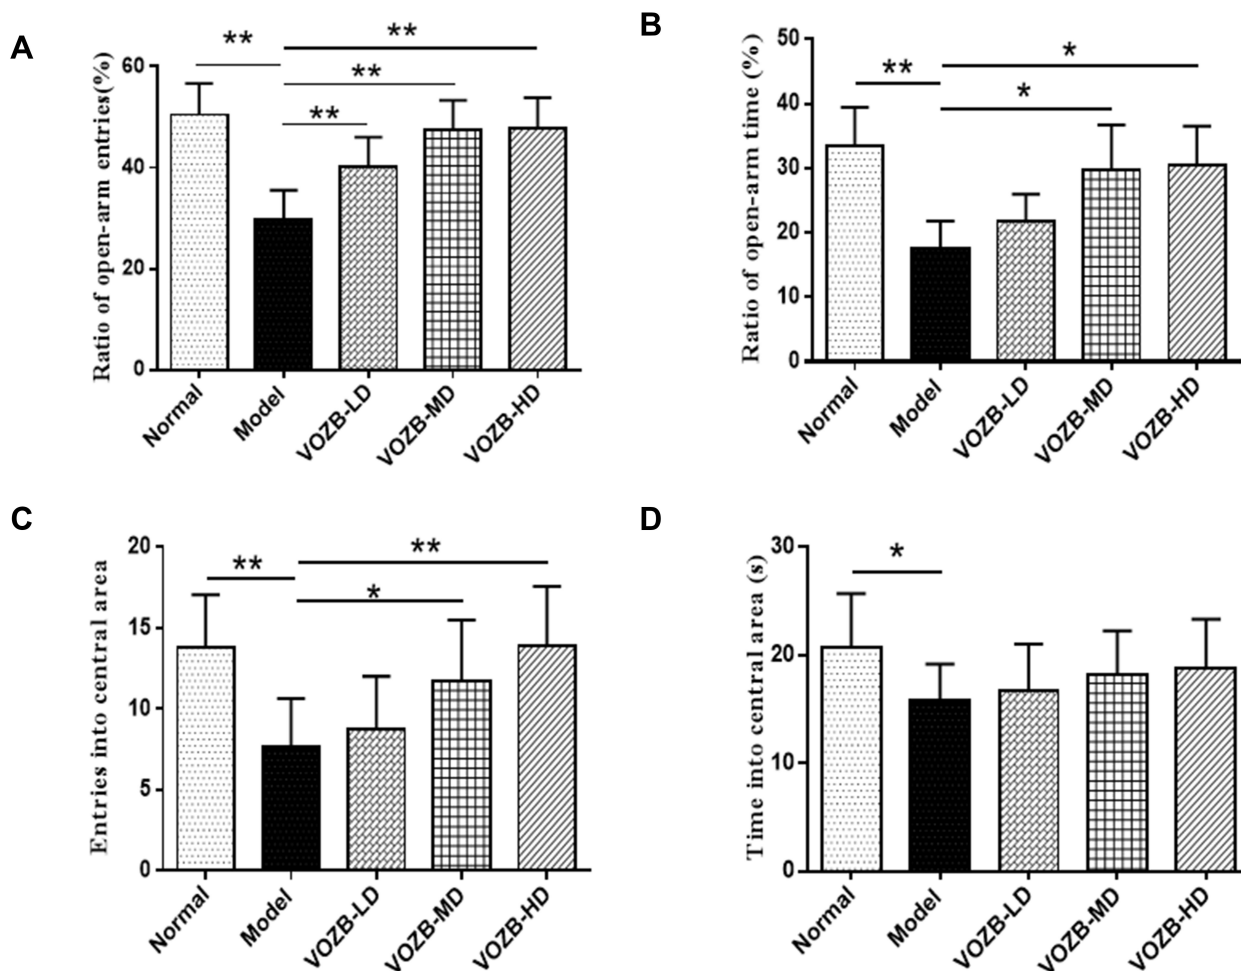 A
Ratio of open-arm entries(%)
60
40
20
0
**
**
**
**
Normal
Model
VOZB-LD
VOZB-MD
VOZB-HD
B
Ratio of open-arm time (%)
50
40
30
20
10
0
**
*
*
Normal
Model
VOZB-LD
VOZB-MD
VOZB-HD
C
Entries into central area
20
15
10
5
0
**
**
*
Normal
Model
VOZB-LD
VOZB-MD
VOZB-HD
D
Time into central area (s)
30
20
10
0
*
Normal
Model
VOZB-LD
VOZB-MD
VOZB-HD